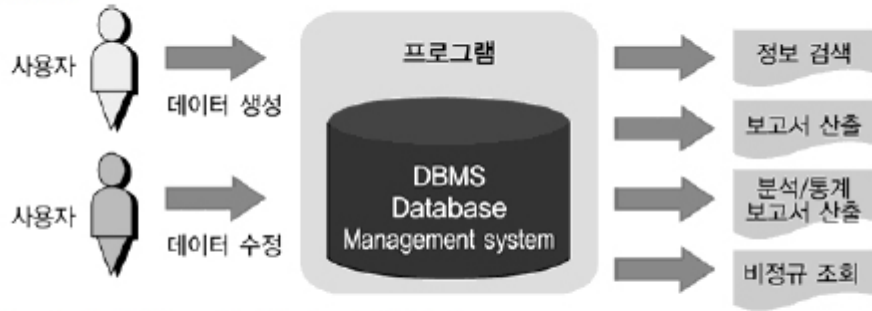 사용자
데이터 생성
사용자
데이터 수정
프로그램
DBMS
Database
Management system
정보 검색
보고서 산출
분석/통계
보고서 산출
비정규 조회